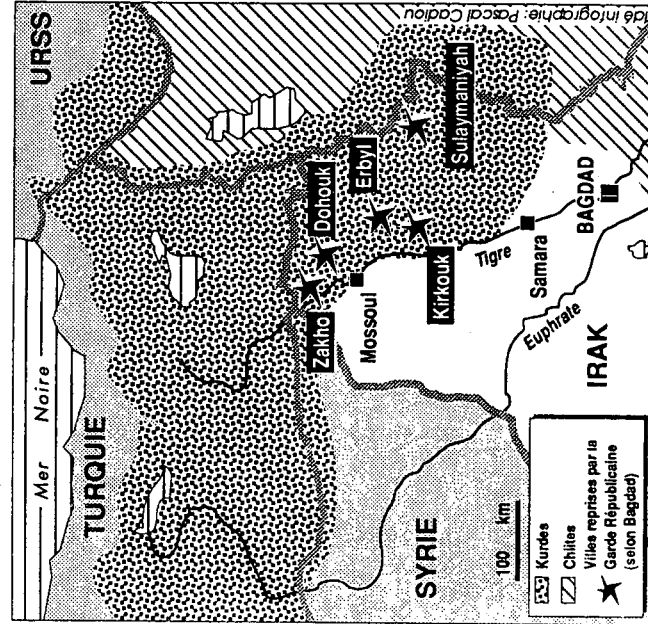 Mer Noire
URSS
TURQUIE
Zakho
Dohouk
Erbyl
Sulaymaniyah
Mossoul
Kirkouk
Tigre
Samara
BAGDAD
Euphrate
SYRIE
IRAK
100 km
Kurdes
Chiites
Villes reprises par la
Garde Républicaine
(selon Bagdad)
infographie: Pascal Cadiou